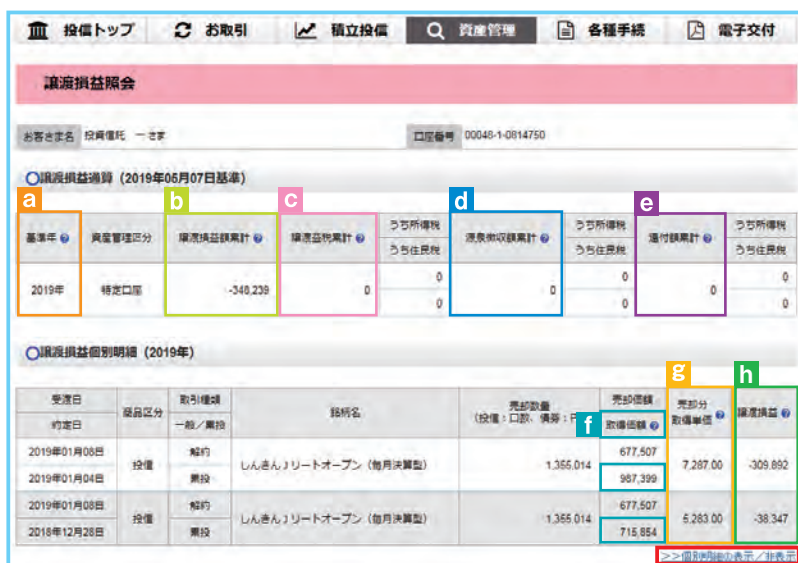 投信トップ お取引 積立投信 資産管理 各種手続 電子交付
譲渡損益照会
お客さま名 投資信託 一 さま 口座番号 00048-1-0814750
譲渡損益通算（2019年05月07日基準）
a b c d e
基準年 資産管理区分 譲渡損益額累計 譲渡益税累計 うち所得税 源泉徴収額累計 うち所得税 還付額累計 うち所得税
うち住民税 うち住民税 うち住民税
2019年 特定口座 -348,239 0 0 0 0 0 0
0 0 0
譲渡損益個別明細（2019年）
g h
受渡日 商品区分 取引種類 銘柄名 売却数量 売却価額 売却分 譲渡損益
約定日 一般／累投 （投信：口数、債券：F f 取得価額 取得単価
2019年01月08日 投信 解約 しんきんJリートオープン（毎月決算型） 1,355,014 677,507 7,287.00 -309,892
2019年01月04日 累投 987,399
2019年01月08日 投信 解約 しんきんJリートオープン（毎月決算型） 1,355,014 677,507 5,283.00 -38,347
2018年12月28日 累投 715,854
>>個別明細の表示／非表示